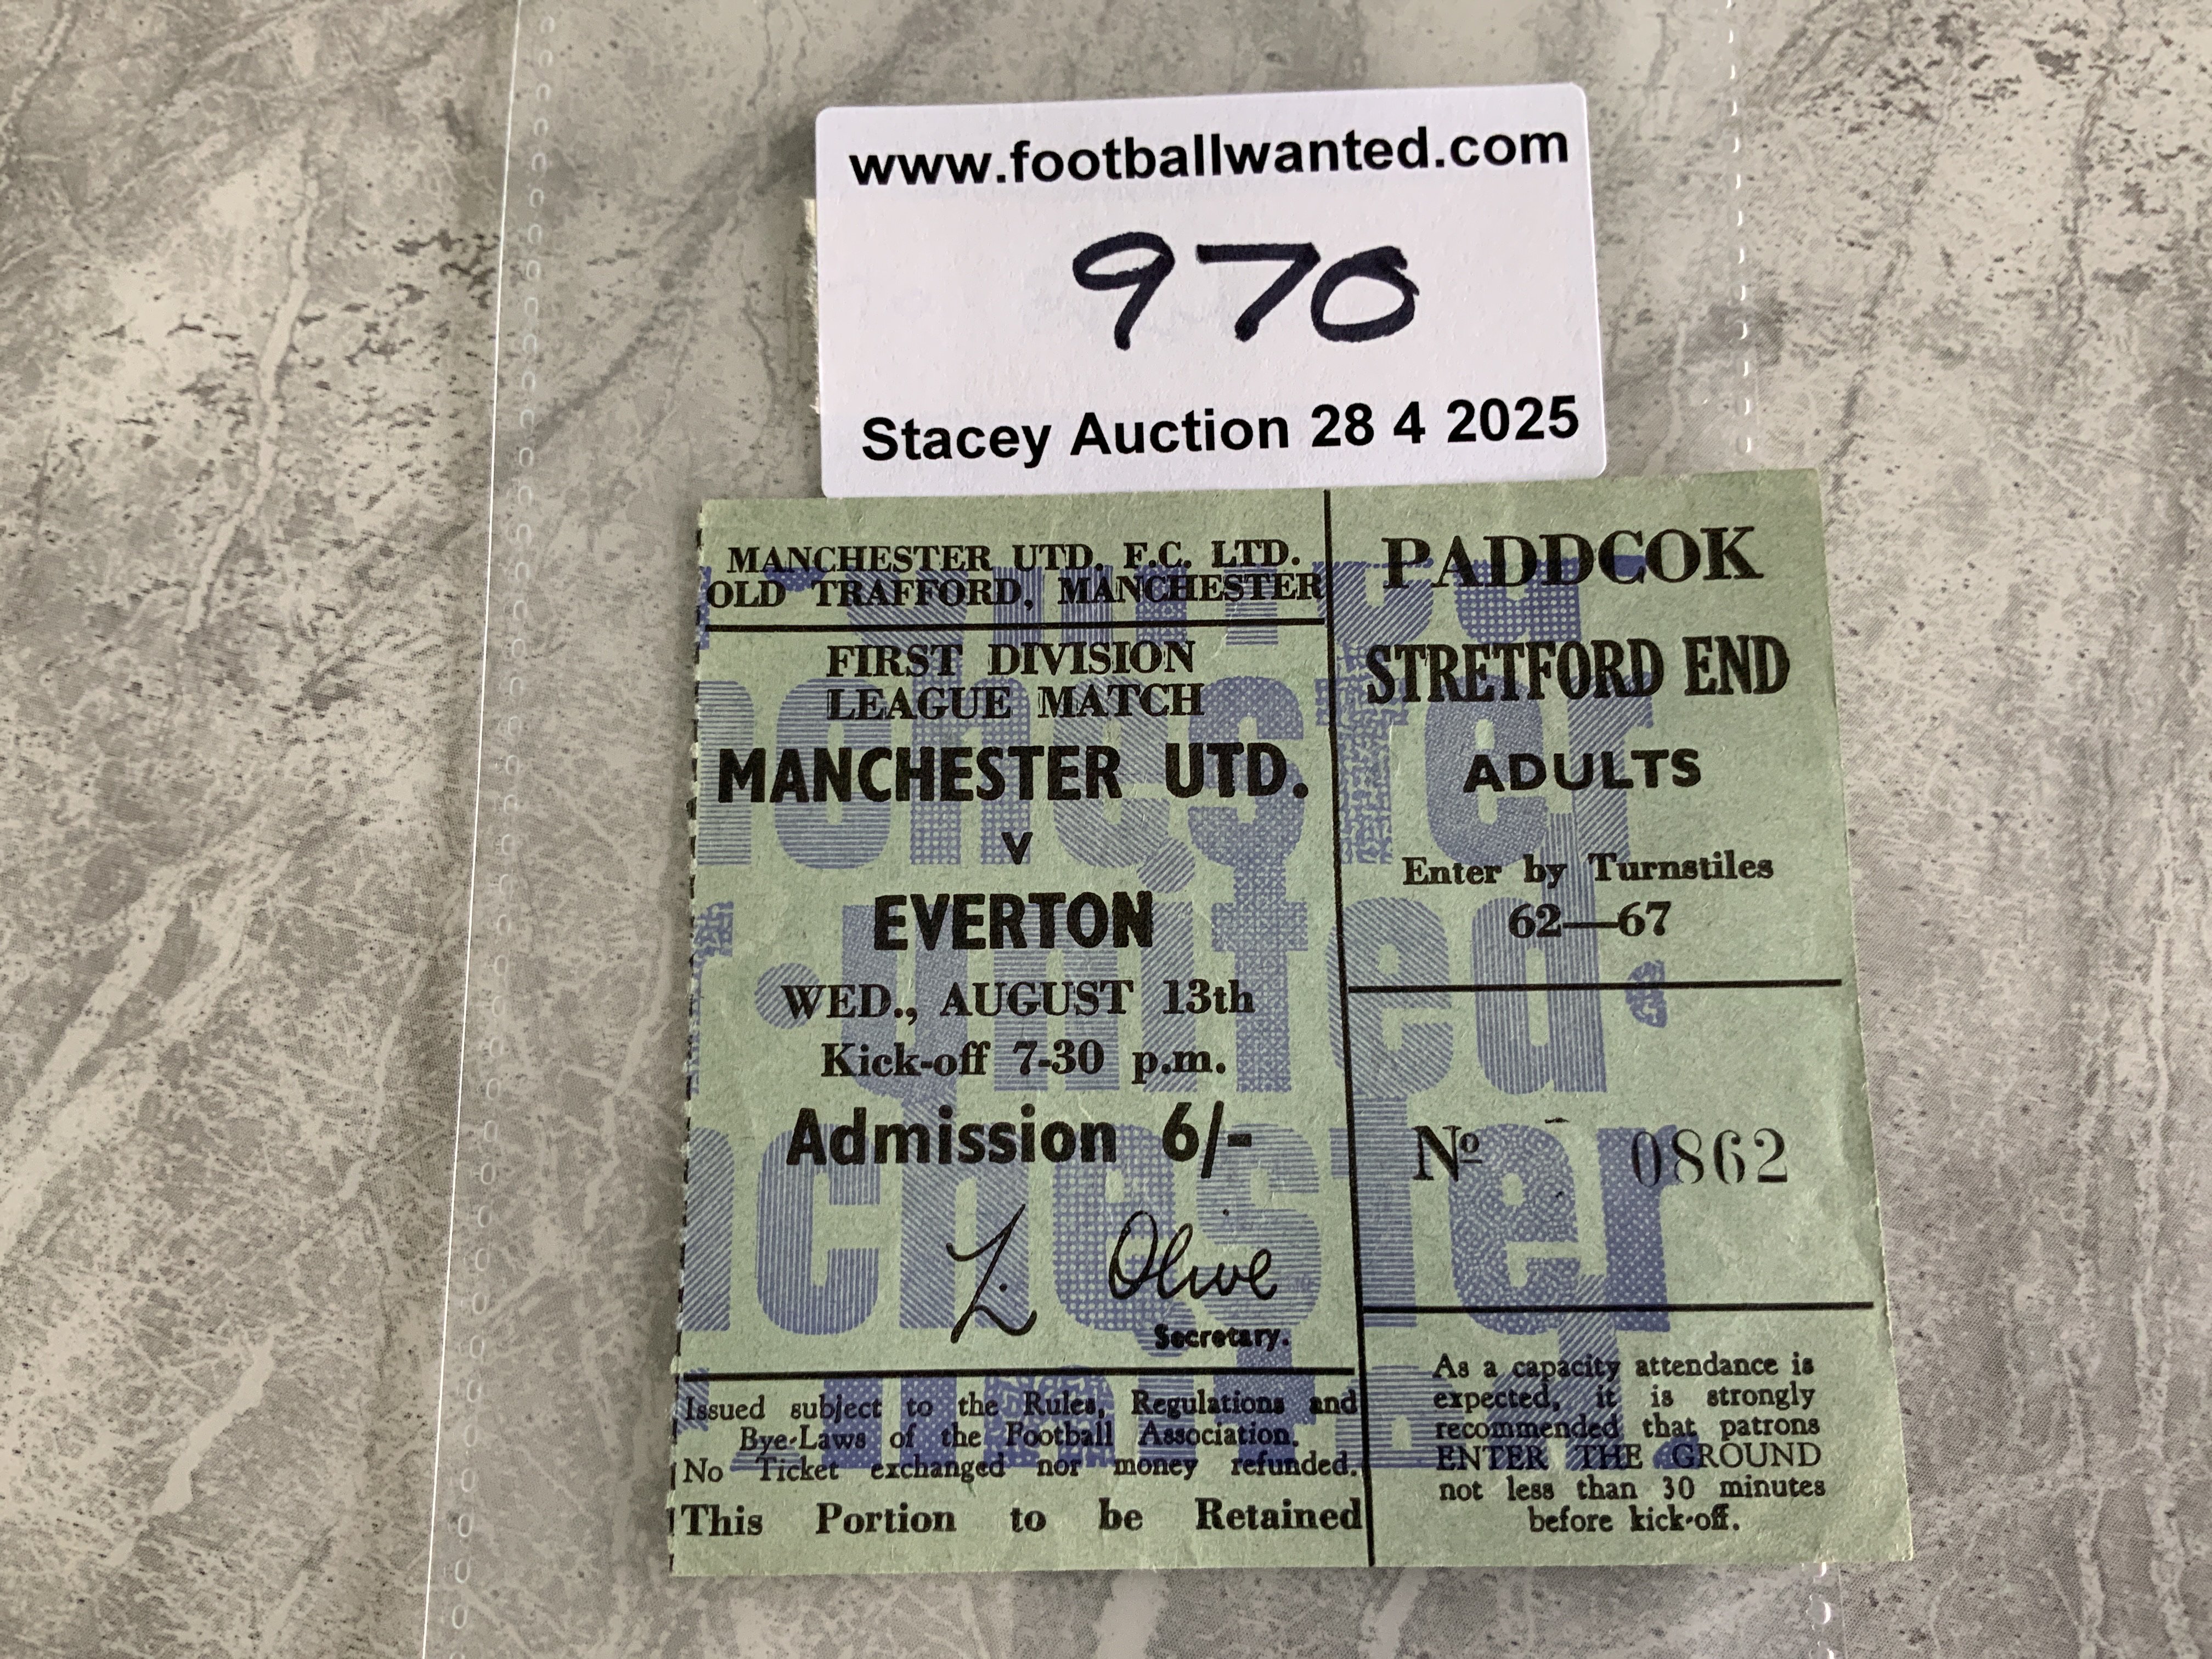 www.footballwanted.com
970
Stacey Auction 28 4 2025
MANCHESTER UTD. F.C. LTD.
OLD TRAFFORD, MANCHESTER
FIRST DIVISION
LEAGUE MATCH
MANCHESTER UTD.
v
EVERTON
WED., AUGUST 13th
Kick-off 7-30 p.m.
Admission 6/-
L. Olive
Secretary.
Issued subject to the Rules, Regulations and
Bye-Laws of the Football Association.
No Ticket exchanged nor money refunded.
This Portion to be Retained
PADDCOK
STRETFORD END
ADULTS
Enter by Turnstiles
62—67
Nº 0862
As a capacity attendance is
expected, it is strongly
recommended that patrons
ENTER THE GROUND
not less than 30 minutes
before kick-off.